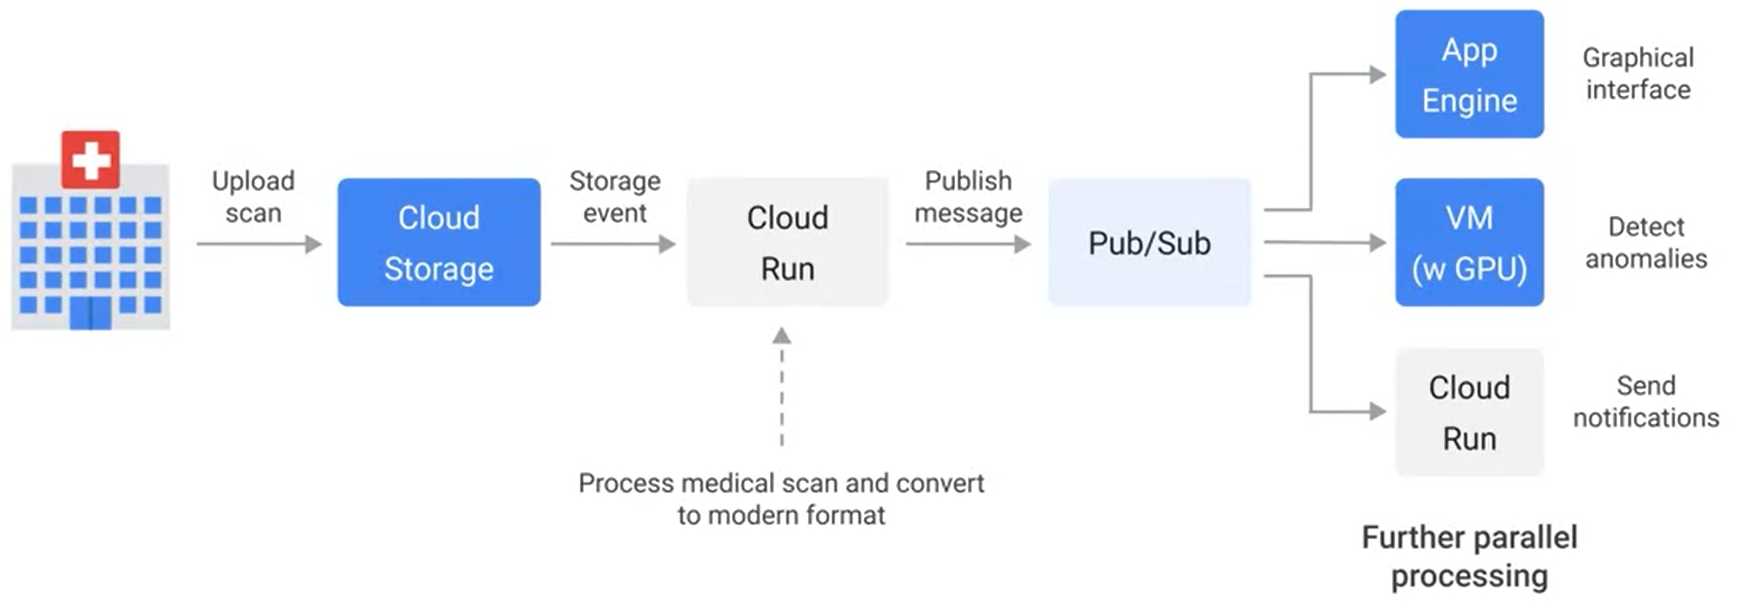 Upload
scan
Cloud
Storage
Storage
event
Cloud
Run
Process medical scan and convert
to modern format
Publish
message
Pub/Sub
App
Engine
Graphical
interface
VM
(w GPU)
Detect
anomalies
Cloud
Run
Send
notifications
Further parallel
processing